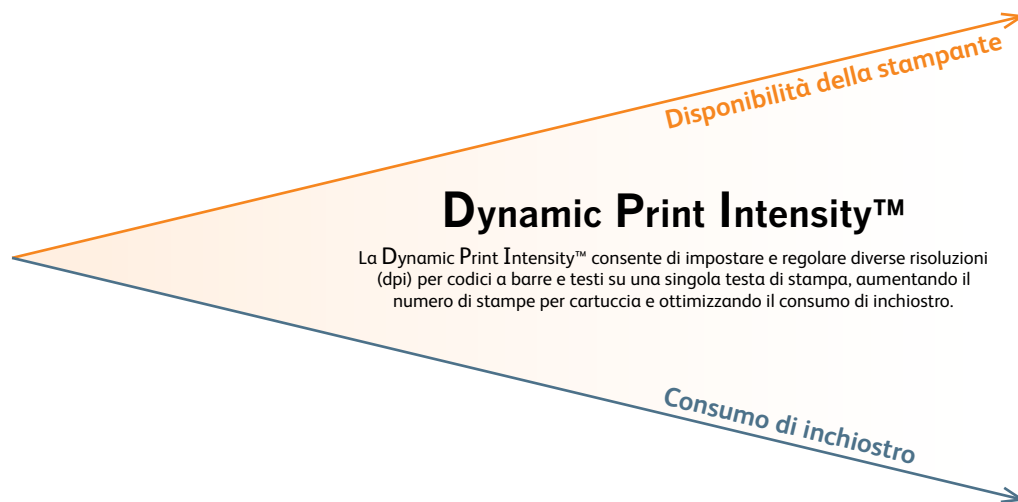 Disponibilità della stampante
Dynamic Print Intensity™
La Dynamic Print Intensity™ consente di impostare e regolare diverse risoluzioni
(dpi) per codici a barre e testi su una singola testa di stampa, aumentando il
numero di stampe per cartuccia e ottimizzando il consumo di inchiostro.
Consumo di inchiostro